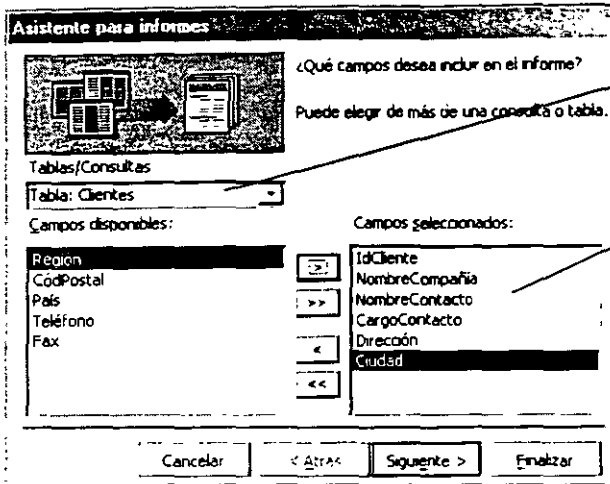 Asistente para informes
¿Qué campos desea incluir en el informe?
Puede elegir de más de una consulta o tabla.
Tablas/Consultas
Tabla: Clientes
Campos disponibles:
Campos seleccionados:
Región
CódPostal
País
Teléfono
Fax
>
>>
<
<<
IdCliente
NombreCompañía
NombreContacto
CargoContacto
Dirección
Ciudad
Cancelar
< Atrás
Siguiente >
Finalizar